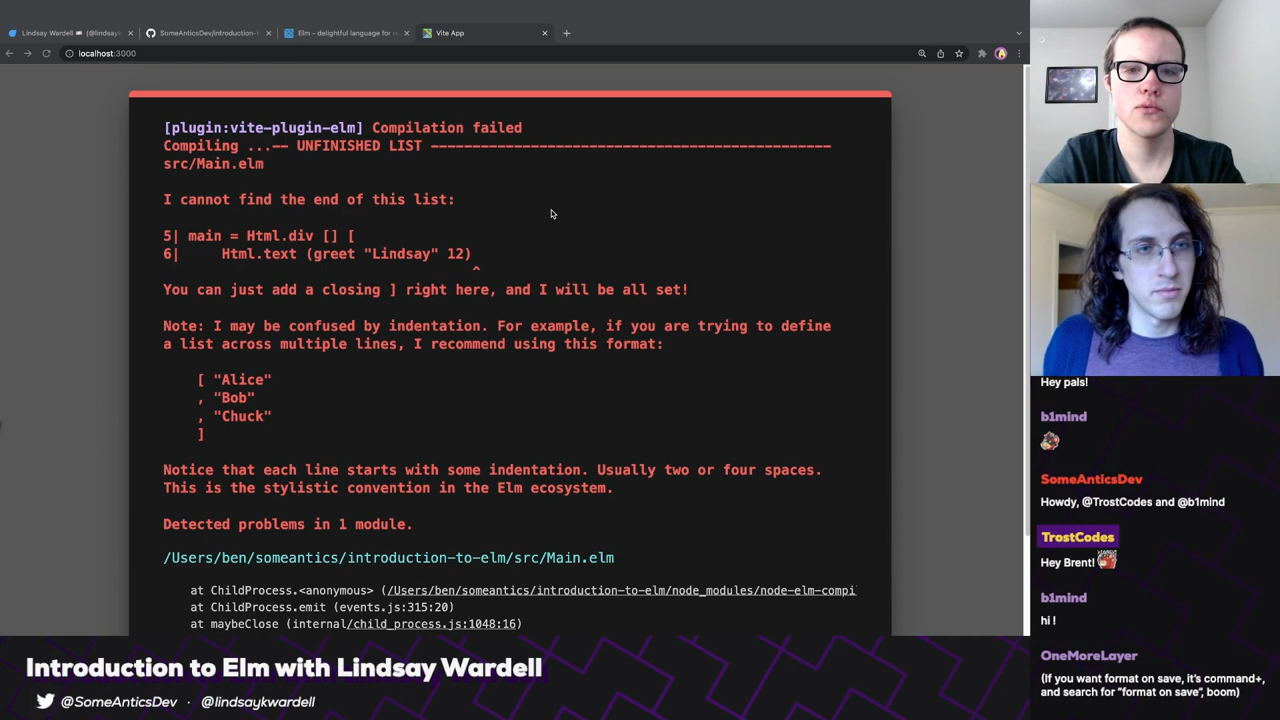 Lindsay Wardell
(@lindsayk
SomeAnticsDev/introduction-t
Elm - delightful language for re
Vite App
localhost:3000
[plugin:vite-plugin-elm] Compilation failed
Compiling ...-- UNFINISHED LIST ------------------------------------------------
src/Main.elm
I cannot find the end of this list:
5| main = Html.div [] [
6|     Html.text (greet "Lindsay" 12)
^
You can just add a closing ] right here, and I will be all set!
Note: I may be confused by indentation. For example, if you are trying to define
a list across multiple lines, I recommend using this format:
[ "Alice"
, "Bob"
, "Chuck"
]
Notice that each line starts with some indentation. Usually two or four spaces.
This is the stylistic convention in the Elm ecosystem.
Detected problems in 1 module.
/Users/ben/someantics/introduction-to-elm/src/Main.elm
at ChildProcess.<anonymous> (/Users/ben/someantics/introduction-to-elm/node_modules/node-elm-compi
at ChildProcess.emit (events.js:315:20)
at maybeClose (internal/child_process.js:1048:16)
Hey pals!
b1mind
SomeAnticsDev
Howdy, @TrostCodes and @b1mind
TrostCodes
Hey Brent!
b1mind
hi !
OneMoreLayer
(If you want format on save, it's command+,
and search for "format on save", boom)
Introduction to Elm with Lindsay Wardell
@SomeAnticsDev · @lindsaykwardell